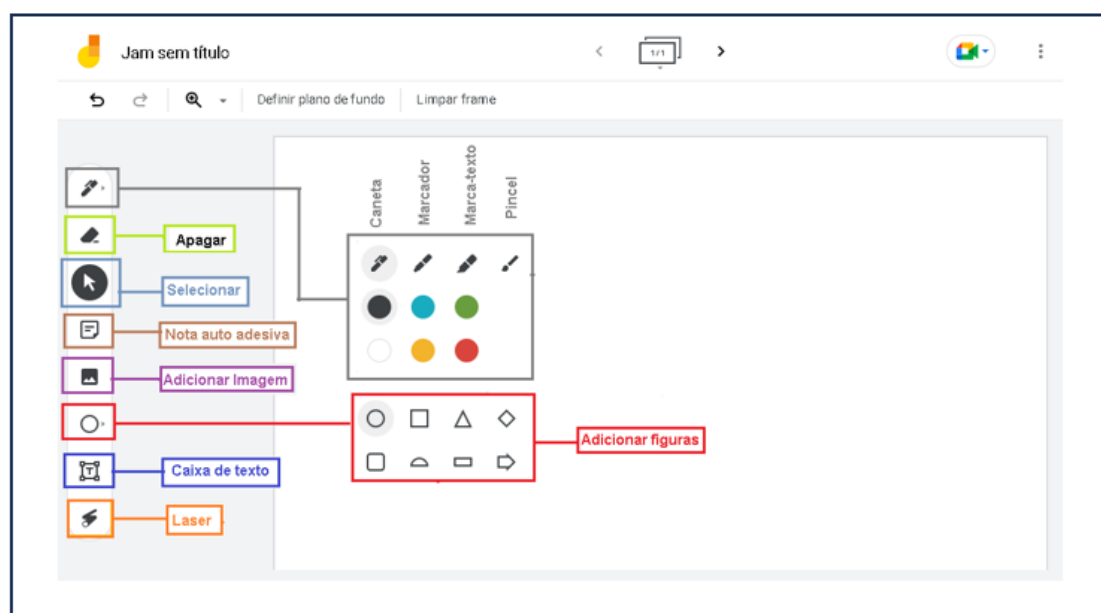 Jam sem título
1/1
Definir plano de fundo
Limpar frame
Caneta
Marcador
Marca-texto
Pincel
Apagar
Selecionar
Nota auto adesiva
Adicionar Imagem
Adicionar figuras
Caixa de texto
Laser